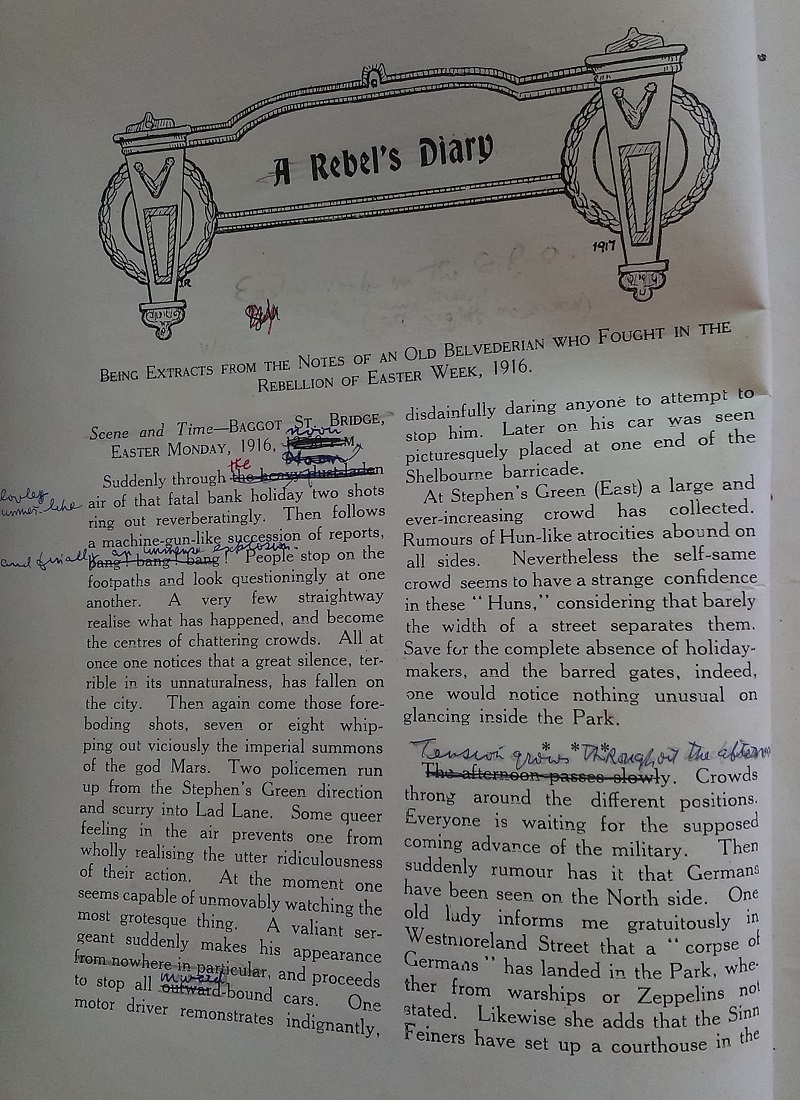 A Rebel's Diary
1917
Being Extracts from the Notes of an Old Belvederian who Fought in the
Rebellion of Easter Week, 1916.
Scene and Time—Baggot St. Bridge,
noon
Easter Monday, 1916, P.M.
the
Suddenly through the heavy dust-laden
lovely
summer-like
air of that fatal bank holiday two shots
ring out reverberatingly. Then follows
a machine-gun-like succession of reports,
and finally an immense explosion.
bang! bang! bang! People stop on the
footpaths and look questioningly at one
another. A very few straightway
realise what has happened, and become
the centres of chattering crowds. All at
once one notices that a great silence, ter-
rible in its unnaturalness, has fallen on
the city. Then again come those fore-
boding shots, seven or eight whip-
ping out viciously the imperial summons
of the god Mars. Two policemen run
up from the Stephen's Green direction
and scurry into Lad Lane. Some queer
feeling in the air prevents one from
wholly realising the utter ridiculousness
of their action. At the moment one
seems capable of unmovably watching the
most grotesque thing. A valiant ser-
geant suddenly makes his appearance
from nowhere in particular, and proceeds
inward
to stop all outward-bound cars. One
motor driver remonstrates indignantly,
disdainfully daring anyone to attempt to
stop him. Later on his car was seen
picturesquely placed at one end of the
Shelbourne barricade.
At Stephen's Green (East) a large and
ever-increasing crowd has collected.
Rumours of Hun-like atrocities abound on
all sides. Nevertheless the self-same
crowd seems to have a strange confidence
in these "Huns," considering that barely
the width of a street separates them.
Save for the complete absence of holiday-
makers, and the barred gates, indeed,
one would notice nothing unusual on
glancing inside the Park.
* * *
Tension grows throughout the afternoon
The afternoon passes slowly. Crowds
throng around the different positions.
Everyone is waiting for the supposed
coming advance of the military. Then
suddenly rumour has it that Germans
have been seen on the North side. One
old lady informs me gratuitously in
Westmoreland Street that a "corpse of
Germans" has landed in the Park, whe-
ther from warships or Zeppelins not
stated. Likewise she adds that the Sinn
Feiners have set up a courthouse in the